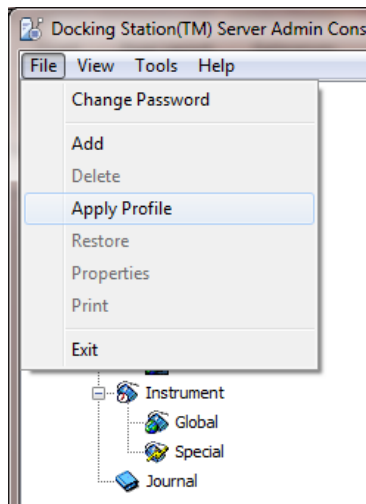 Docking Station(TM) Server Admin Cons
File View Tools Help
Change Password
Add
Delete
Apply Profile
Restore
Properties
Print
Exit
Instrument
Global
Special
Journal